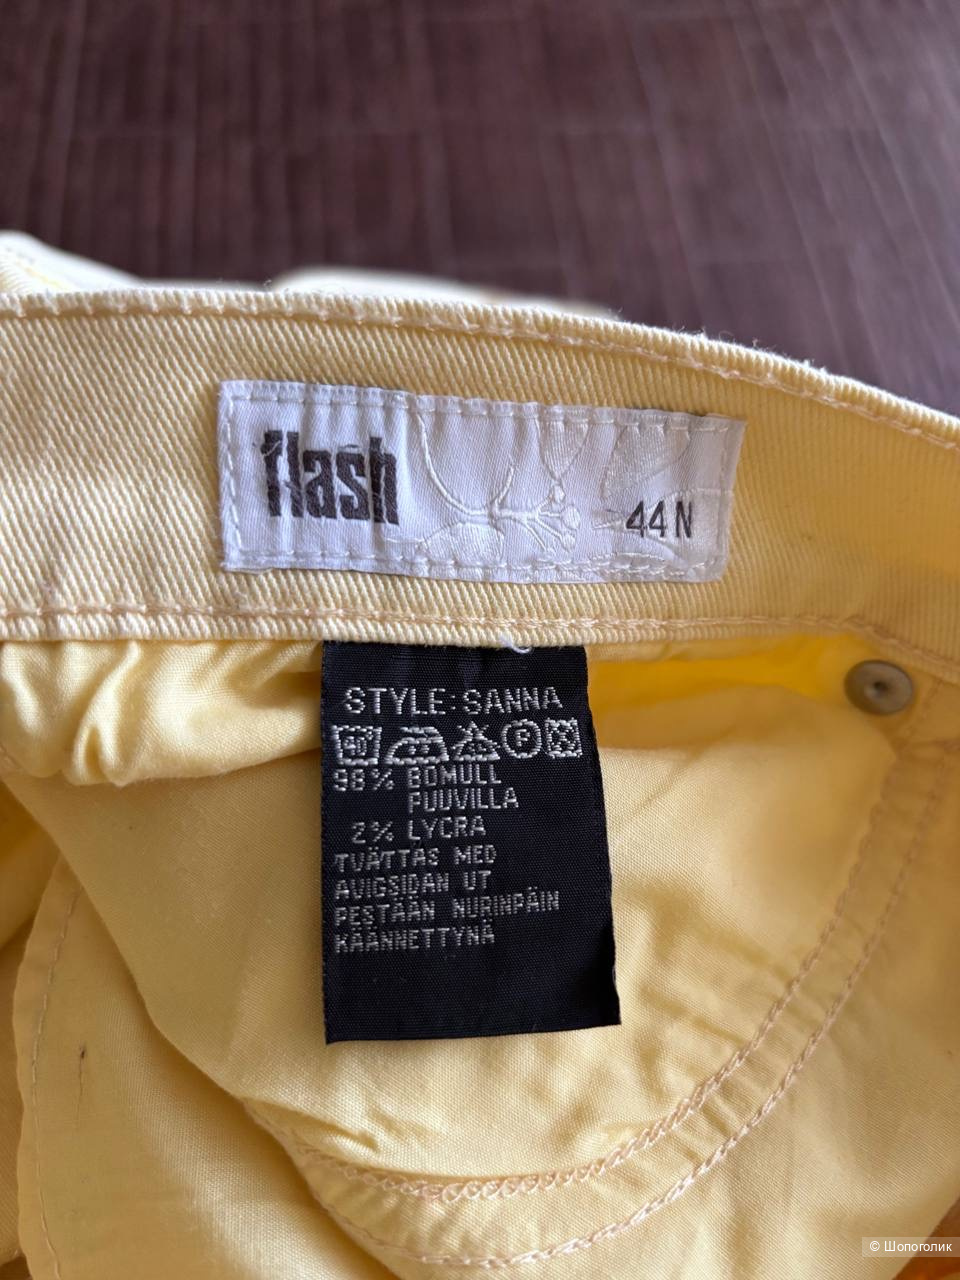 flash
44 N
STYLE: SANNA
P
98% BOMULL
PUUVILLA
2% LYCRA
TVÄTTAS MED
AVIGSIDAN UT
PESTÄÄN NURINPÄIN
KÄÄNNETTYNÄ
© Шопоголик